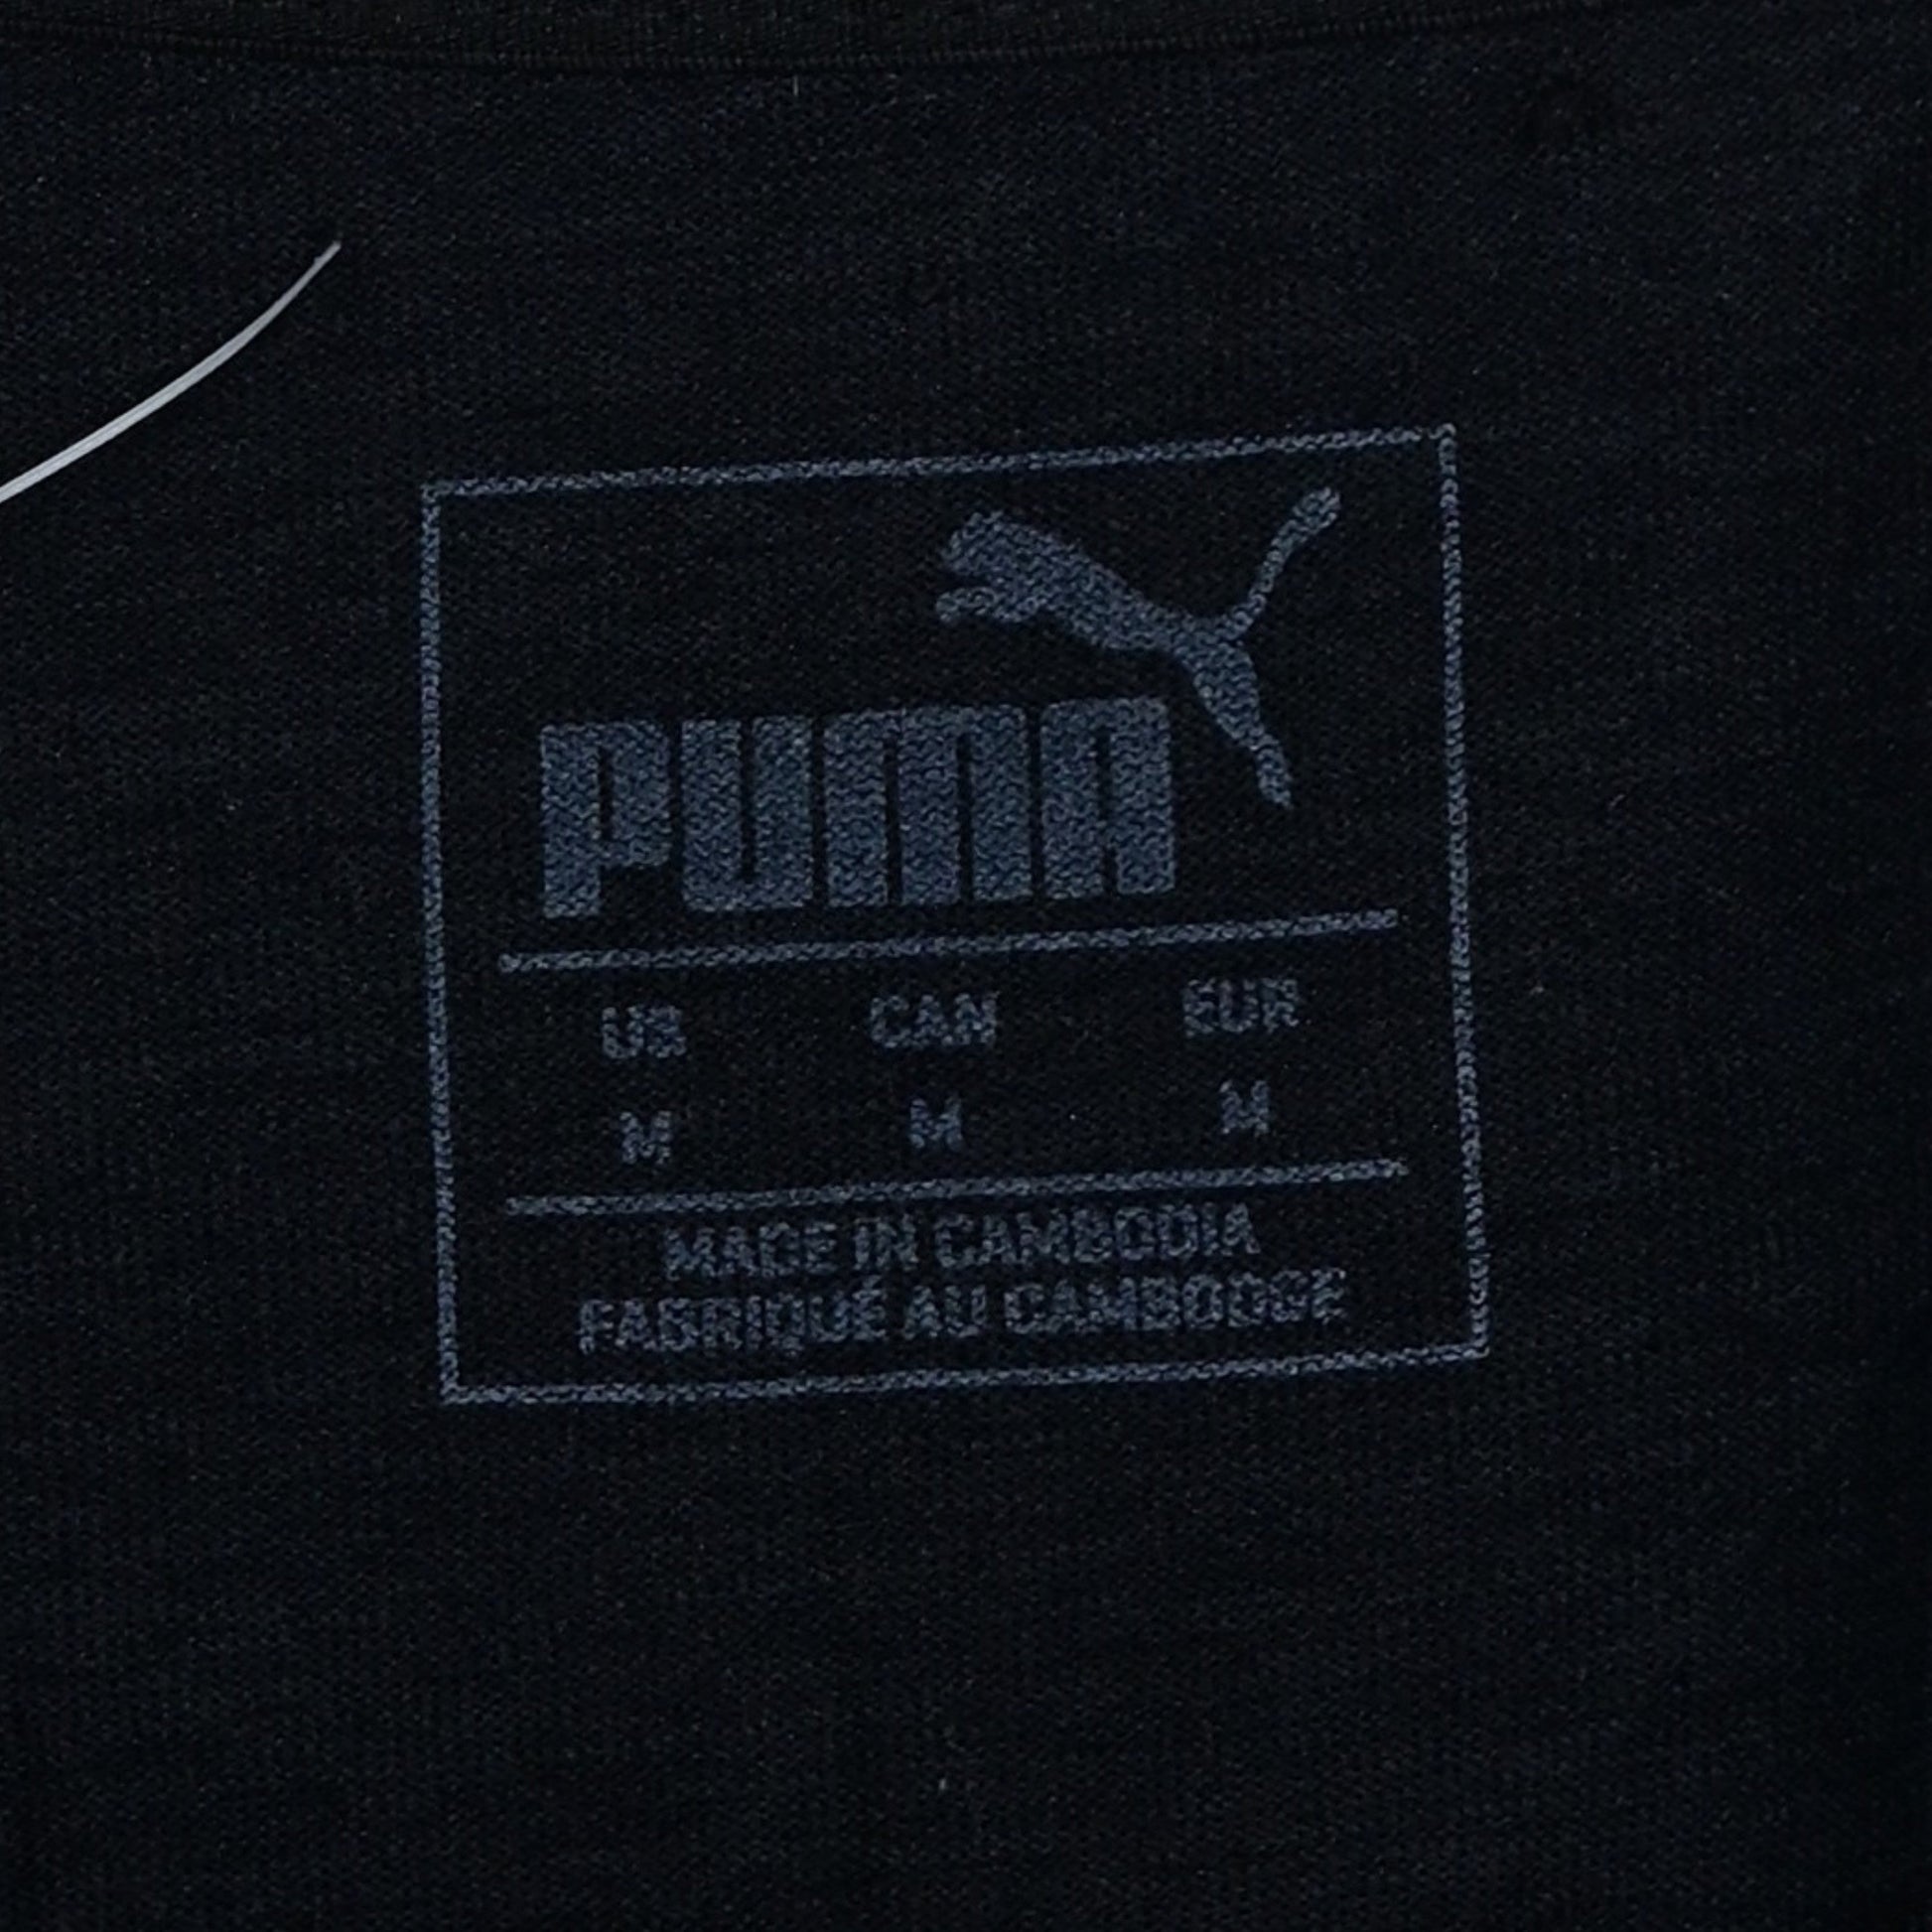 PUMA
US CAN EUR
M M M
MADE IN CAMBODIA
FABRIQUÉ AU CAMBODGE